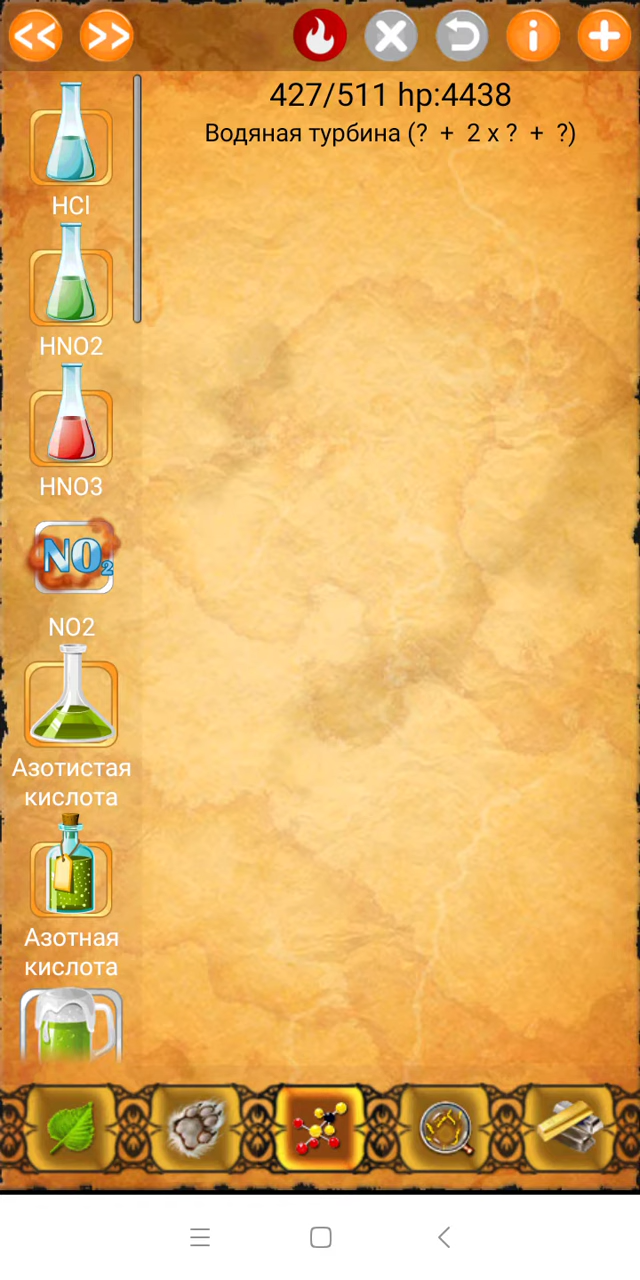 427/511 hp:4438
Водяная турбина (? + 2 x ? + ?)
HCl
HNO2
HNO3
NO2
NO2
Азотистая
кислота
Азотная
кислота